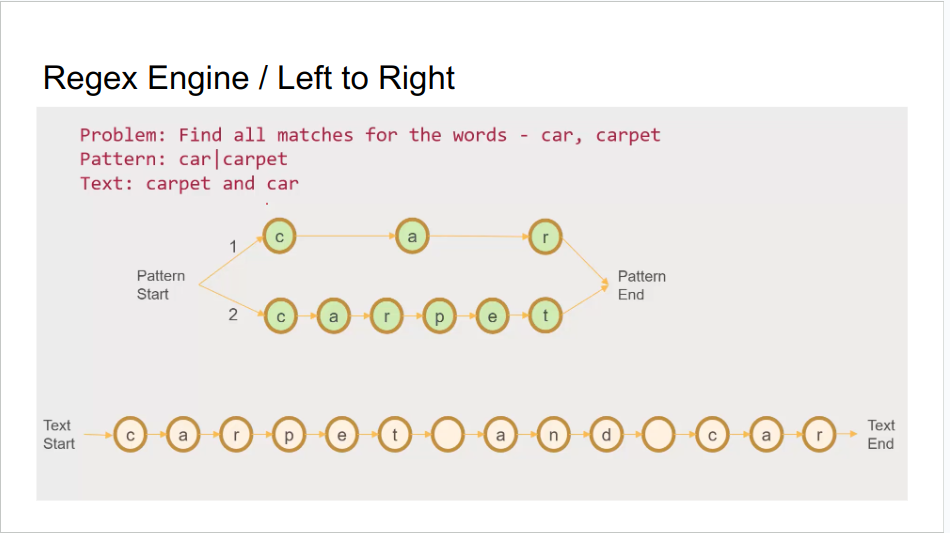 Regex Engine / Left to Right
Problem: Find all matches for the words - car, carpet
Pattern: car|carpet
Text: carpet and car
1 c a r
Pattern Start
Pattern End
2 c a r p e t
Text Start
c a r p e t a n d c a r
Text End